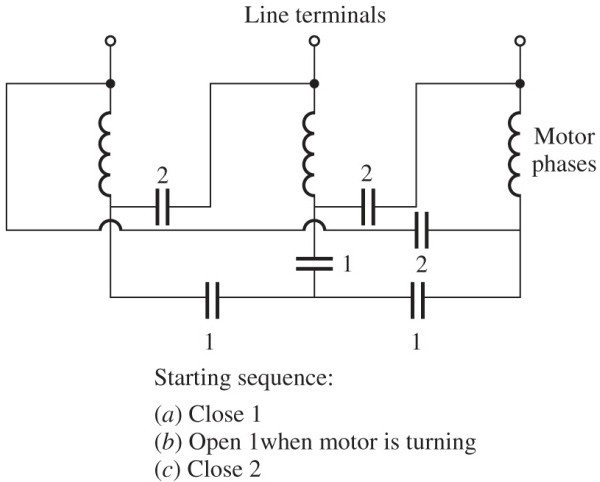 Line terminals
Motor
phases
2
2
1
2
1
1
Starting sequence:
(a) Close 1
(b) Open 1when motor is turning
(c) Close 2